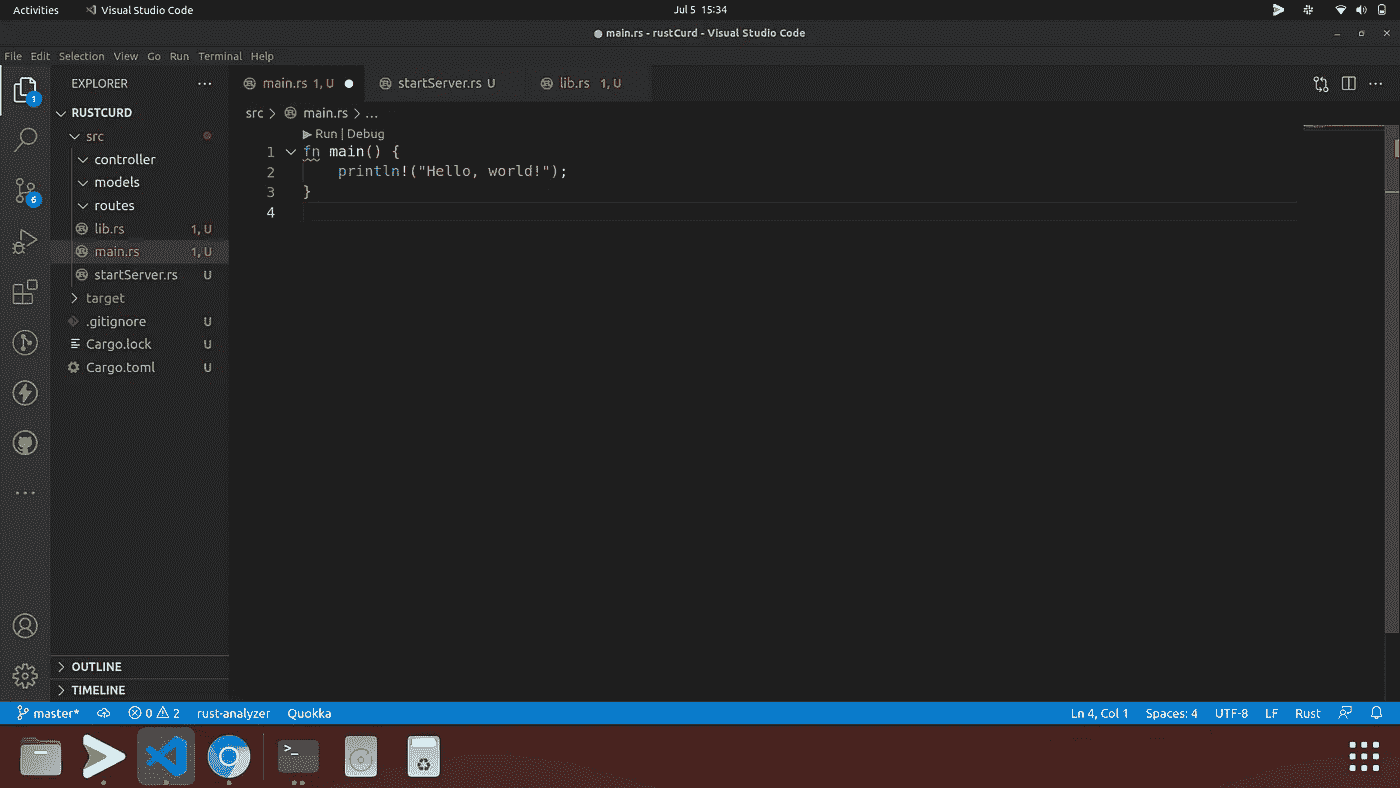 Activities Visual Studio Code Jul 5 15:34
main.rs - rustCurd - Visual Studio Code
File Edit Selection View Go Run Terminal Help
EXPLORER
main.rs 1, U
startServer.rs U
lib.rs 1, U
RUSTCURD
src > main.rs > ...
src
Run | Debug
controller
1 fn main() {
models
2 println!("Hello, world!");
routes
3 }
4
lib.rs 1, U
main.rs 1, U
startServer.rs U
target
.gitignore U
Cargo.lock U
Cargo.toml U
1
6
OUTLINE
TIMELINE
master* 0 2 rust-analyzer Quokka Ln 4, Col 1 Spaces: 4 UTF-8 LF Rust
>_